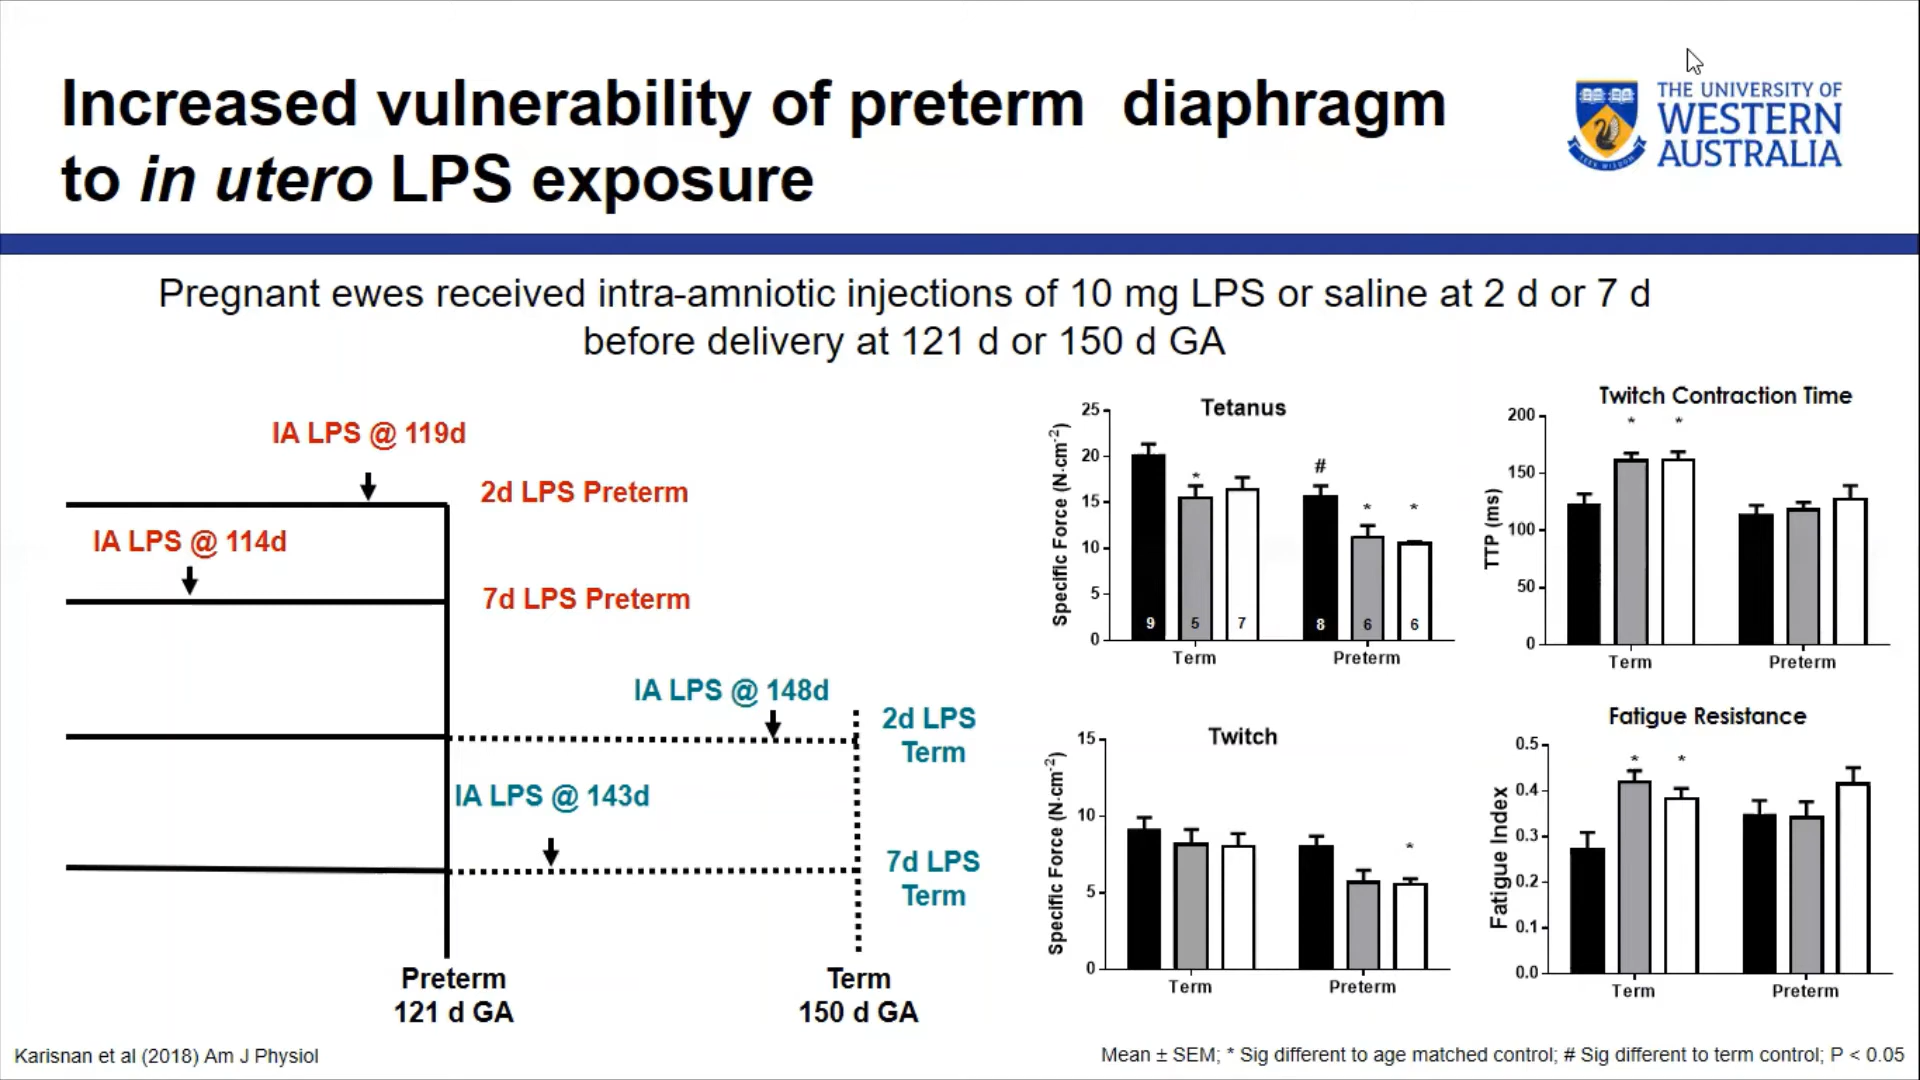 Increased vulnerability of preterm diaphragm
to in utero LPS exposure
THE UNIVERSITY OF
WESTERN
AUSTRALIA
Pregnant ewes received intra-amniotic injections of 10 mg LPS or saline at 2 d or 7 d
before delivery at 121 d or 150 d GA
IA LPS @ 119d
2d LPS Preterm
IA LPS @ 114d
7d LPS Preterm
IA LPS @ 148d
2d LPS
Term
IA LPS @ 143d
7d LPS
Term
Preterm
121 d GA
Term
150 d GA
Tetanus
Specific Force (N·cm-2)
25
20
15
10
5
0
*
#
*
*
9
5
7
8
6
6
Term
Preterm
Twitch Contraction Time
TTP (ms)
200
150
100
50
0
*
*
Term
Preterm
Twitch
Specific Force (N·cm-2)
15
10
5
0
*
Term
Preterm
Fatigue Resistance
Fatigue Index
0.5
0.4
0.3
0.2
0.1
0.0
*
*
Term
Preterm
Karisnan et al (2018) Am J Physiol
Mean ± SEM; * Sig different to age matched control; # Sig different to term control; P < 0.05